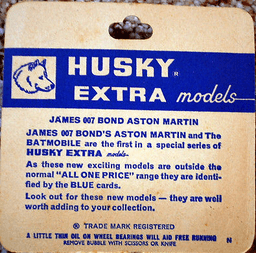 HUSKY®
EXTRA models
JAMES 007 BOND ASTON MARTIN
JAMES 007 BOND'S ASTON MARTIN and The
BATMOBILE are the first in a special series of
HUSKY EXTRA models.
As these new exciting models are outside the
normal "ALL ONE PRICE" range they are identi-
fied by the BLUE cards.
Look out for these new models — they are well
worth adding to your collection.
® TRADE MARK REGISTERED
A LITTLE THIN OIL ON WHEEL BEARINGS WILL AID FREE RUNNING
REMOVE BUBBLE WITH SCISSORS OR KNIFE N